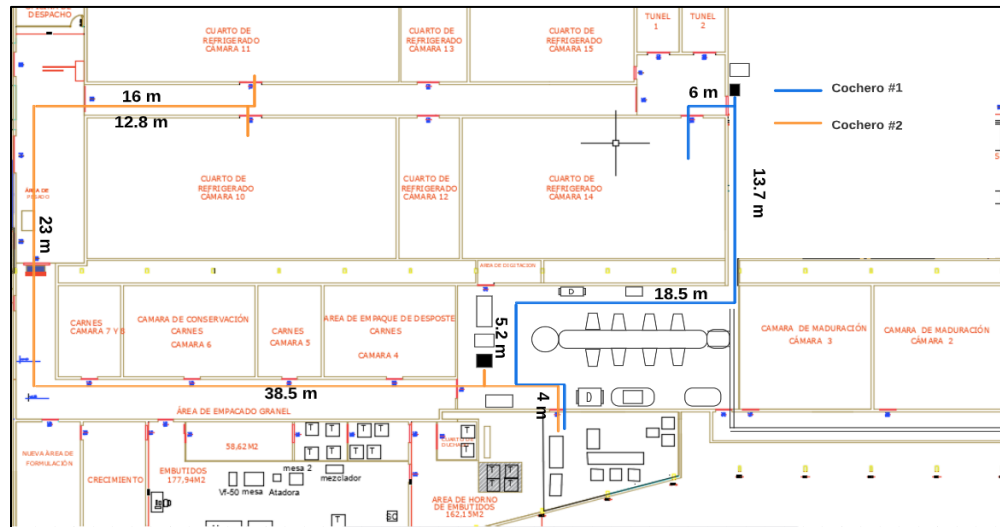 DESPACHO
CUARTO DE
REFRIGERADO
CÁMARA 11
CUARTO DE
REFRIGERADO
CÁMARA 13
CUARTO DE
REFRIGERADO
CÁMARA 15
TUNEL
1
TUNEL
2
16 m
12.8 m
6 m
Cochero #1
Cochero #2
CUARTO DE
REFRIGERADO
CÁMARA 10
CUARTO DE
REFRIGERADO
CÁMARA 12
CUARTO DE
REFRIGERADO
CÁMARA 14
ÁREA DE
23 m
13.7 m
AREA DE DIGITACION
18.5 m
D
5.2 m
CARNES
CAMARA 7 Y 8
CAMARA DE CONSERVACIÓN
CARNES
CAMARA 6
CARNES
CAMARA 5
AREA DE EMPAQUE DE DESPOSTE
CARNES
CAMARA 4
CAMARA DE MADURACIÓN
CÁMARA 3
CAMARA DE MADURACIÓN
CÁMARA 2
38.5 m
4 m
D
ÁREA DE EMPACADO GRANEL
NUEVA ÁREA DE
FORMULACIÓN
CRECIMIENTO
EMBUTIDOS
177,94M2
58,62M2
T T T T
T T T T
T
T
mesa 2
mezclador
Vf-50 mesa Atadora
T T
T T
AREA DE HORNO
DE EMBUTIDOS
162,15M2
T